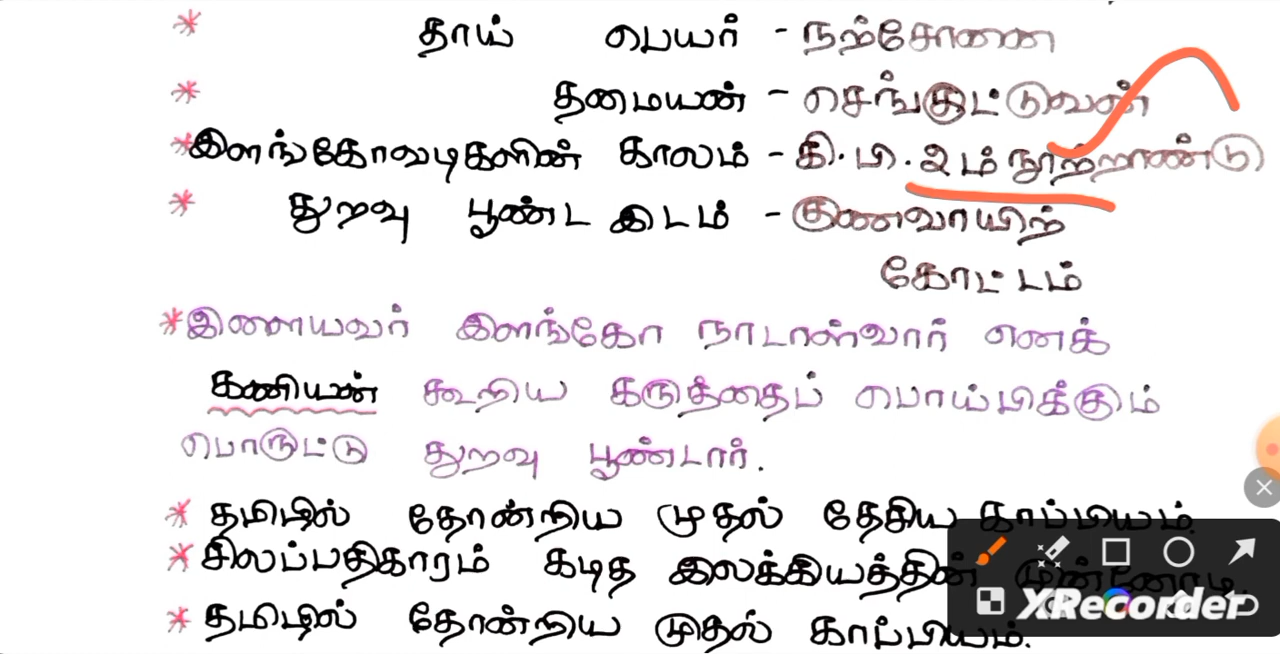 * தாய் பெயர் - நற்சோணை
* தமையன் - செங்குட்டுவன்
* இளங்கோவடிகளின் காலம் - கி.பி.2ம் நூற்றாண்டு
* துறவு பூண்ட இடம் - குணவாயிற்
கோட்டம்
* இளையவர் இளங்கோ நாடாள்வார் எனக்
கணியன் கூறிய கருத்தைப் பொய்பிக்கும்
பொருட்டு துறவு பூண்டார்.
* தமிழில் தோன்றிய முதல் தேசிய காப்பியம்.
* சிலப்பதிகாரம் கடித இலக்கியத்தின் முன்னோடி
* தமிழில் தோன்றிய முதல் காப்பியம்.
XRecorder